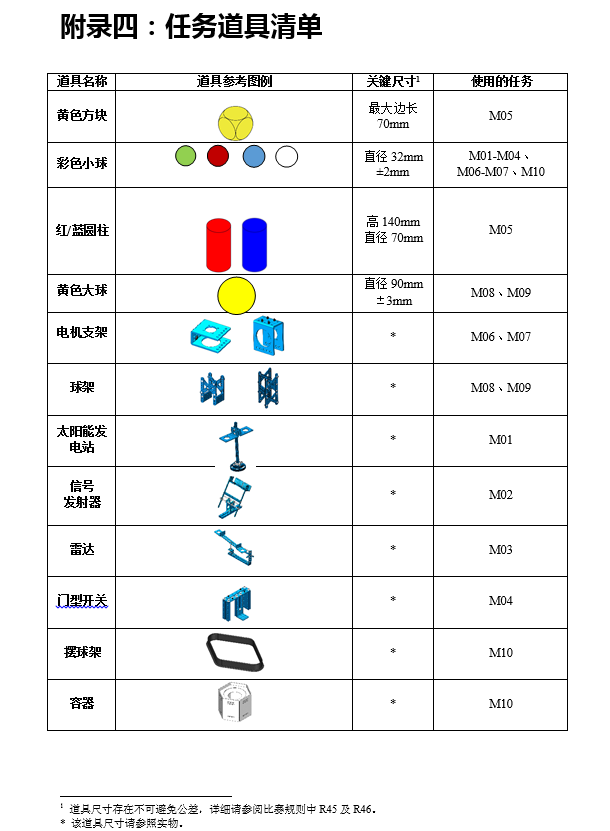 附录四：任务道具清单
道具名称 道具参考图例 关键尺寸1 使用的任务
黄色方块 最大边长 70mm M05
彩色小球 直径 32mm ±2mm M01-M04、M06-M07、M10
红/蓝圆柱 高 140mm 直径 70mm M05
黄色大球 直径 90mm ±3mm M08、M09
电机支架 * M06、M07
球架 * M08、M09
太阳能发电站 * M01
信号发射器 * M02
雷达 * M03
门型开关 * M04
摆球架 * M10
容器 * M10
1 道具尺寸存在不可避免公差，详细请参阅比赛规则中 R45 及 R46。
* 该道具尺寸请参照实物。